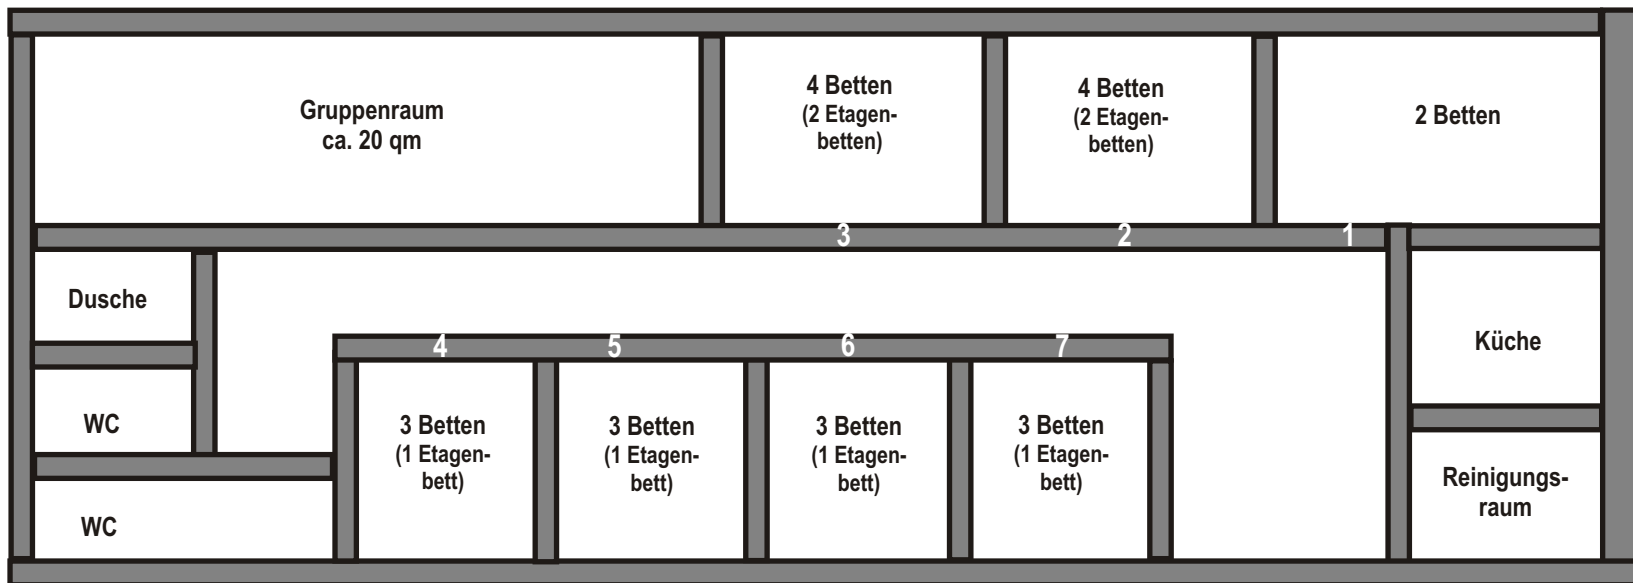 Gruppenraum
ca. 20 qm
4 Betten
(2 Etagen-
betten)
4 Betten
(2 Etagen-
betten)
2 Betten
3
2
1
Dusche
WC
WC
4
5
6
7
3 Betten
(1 Etagen-
bett)
3 Betten
(1 Etagen-
bett)
3 Betten
(1 Etagen-
bett)
3 Betten
(1 Etagen-
bett)
Küche
Reinigungs-
raum